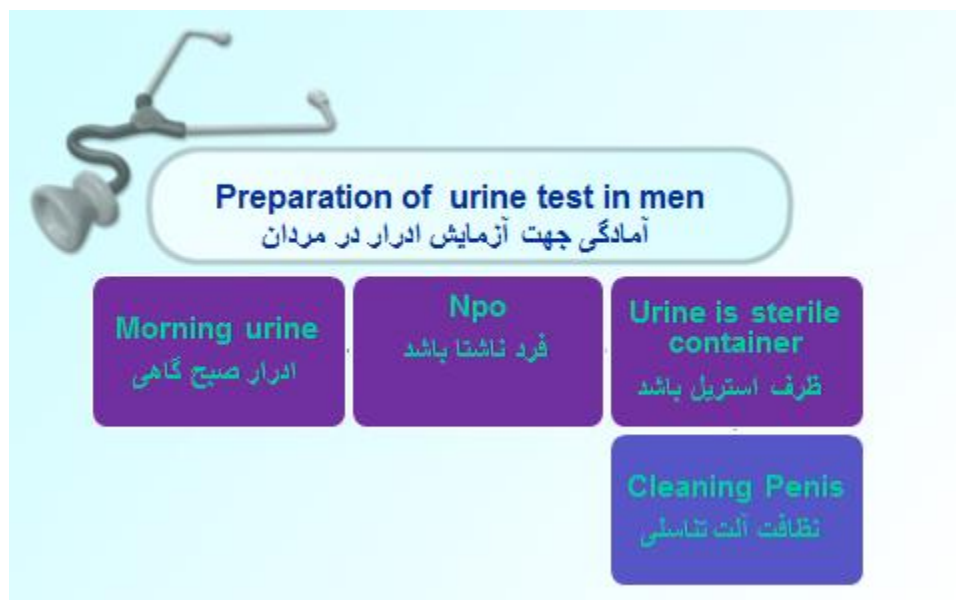 Preparation of urine test in men
آمادگی جهت آزمایش ادرار در مردان
Morning urine
ادرار صبح گاهی
Npo
فرد ناشتا باشد
Urine is sterile
container
ظرف استریل باشد
Cleaning Penis
نظافت آلت تناسلی